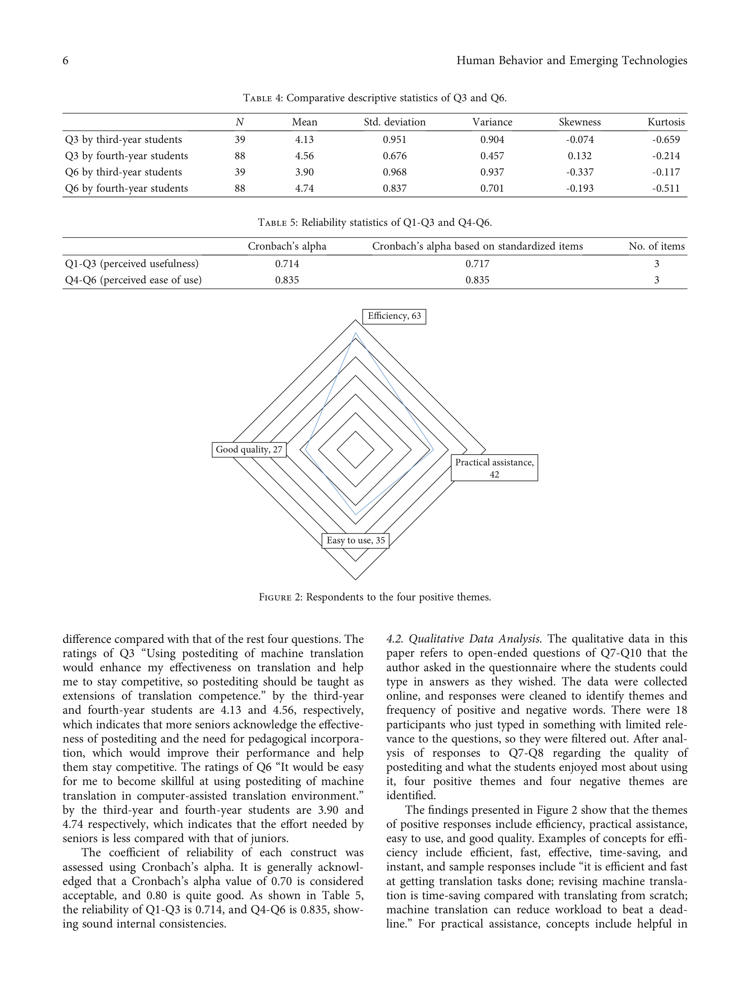 6
Human Behavior and Emerging Technologies
TABLE 4: Comparative descriptive statistics of Q3 and Q6.
N Mean Std. deviation Variance Skewness Kurtosis
Q3 by third-year students 39 4.13 0.951 0.904 -0.074 -0.659
Q3 by fourth-year students 88 4.56 0.676 0.457 0.132 -0.214
Q6 by third-year students 39 3.90 0.968 0.937 -0.337 -0.117
Q6 by fourth-year students 88 4.74 0.837 0.701 -0.193 -0.511
TABLE 5: Reliability statistics of Q1-Q3 and Q4-Q6.
Cronbach’s alpha Cronbach’s alpha based on standardized items No. of items
Q1-Q3 (perceived usefulness) 0.714 0.717 3
Q4-Q6 (perceived ease of use) 0.835 0.835 3
Efficiency, 63
Good quality, 27
Practical assistance,
42
Easy to use, 35
FIGURE 2: Respondents to the four positive themes.
difference compared with that of the rest four questions. The
ratings of Q3 “Using postediting of machine translation
would enhance my effectiveness on translation and help
me to stay competitive, so postediting should be taught as
extensions of translation competence.” by the third-year
and fourth-year students are 4.13 and 4.56, respectively,
which indicates that more seniors acknowledge the effective-
ness of postediting and the need for pedagogical incorpora-
tion, which would improve their performance and help
them stay competitive. The ratings of Q6 “It would be easy
for me to become skillful at using postediting of machine
translation in computer-assisted translation environment.”
by the third-year and fourth-year students are 3.90 and
4.74 respectively, which indicates that the effort needed by
seniors is less compared with that of juniors.
The coefficient of reliability of each construct was
assessed using Cronbach’s alpha. It is generally acknowl-
edged that a Cronbach’s alpha value of 0.70 is considered
acceptable, and 0.80 is quite good. As shown in Table 5,
the reliability of Q1-Q3 is 0.714, and Q4-Q6 is 0.835, show-
ing sound internal consistencies.
4.2. Qualitative Data Analysis. The qualitative data in this
paper refers to open-ended questions of Q7-Q10 that the
author asked in the questionnaire where the students could
type in answers as they wished. The data were collected
online, and responses were cleaned to identify themes and
frequency of positive and negative words. There were 18
participants who just typed in something with limited rele-
vance to the questions, so they were filtered out. After anal-
ysis of responses to Q7-Q8 regarding the quality of
postediting and what the students enjoyed most about using
it, four positive themes and four negative themes are
identified.
The findings presented in Figure 2 show that the themes
of positive responses include efficiency, practical assistance,
easy to use, and good quality. Examples of concepts for effi-
ciency include efficient, fast, effective, time-saving, and
instant, and sample responses include “it is efficient and fast
at getting translation tasks done; revising machine transla-
tion is time-saving compared with translating from scratch;
machine translation can reduce workload to beat a dead-
line.” For practical assistance, concepts include helpful in